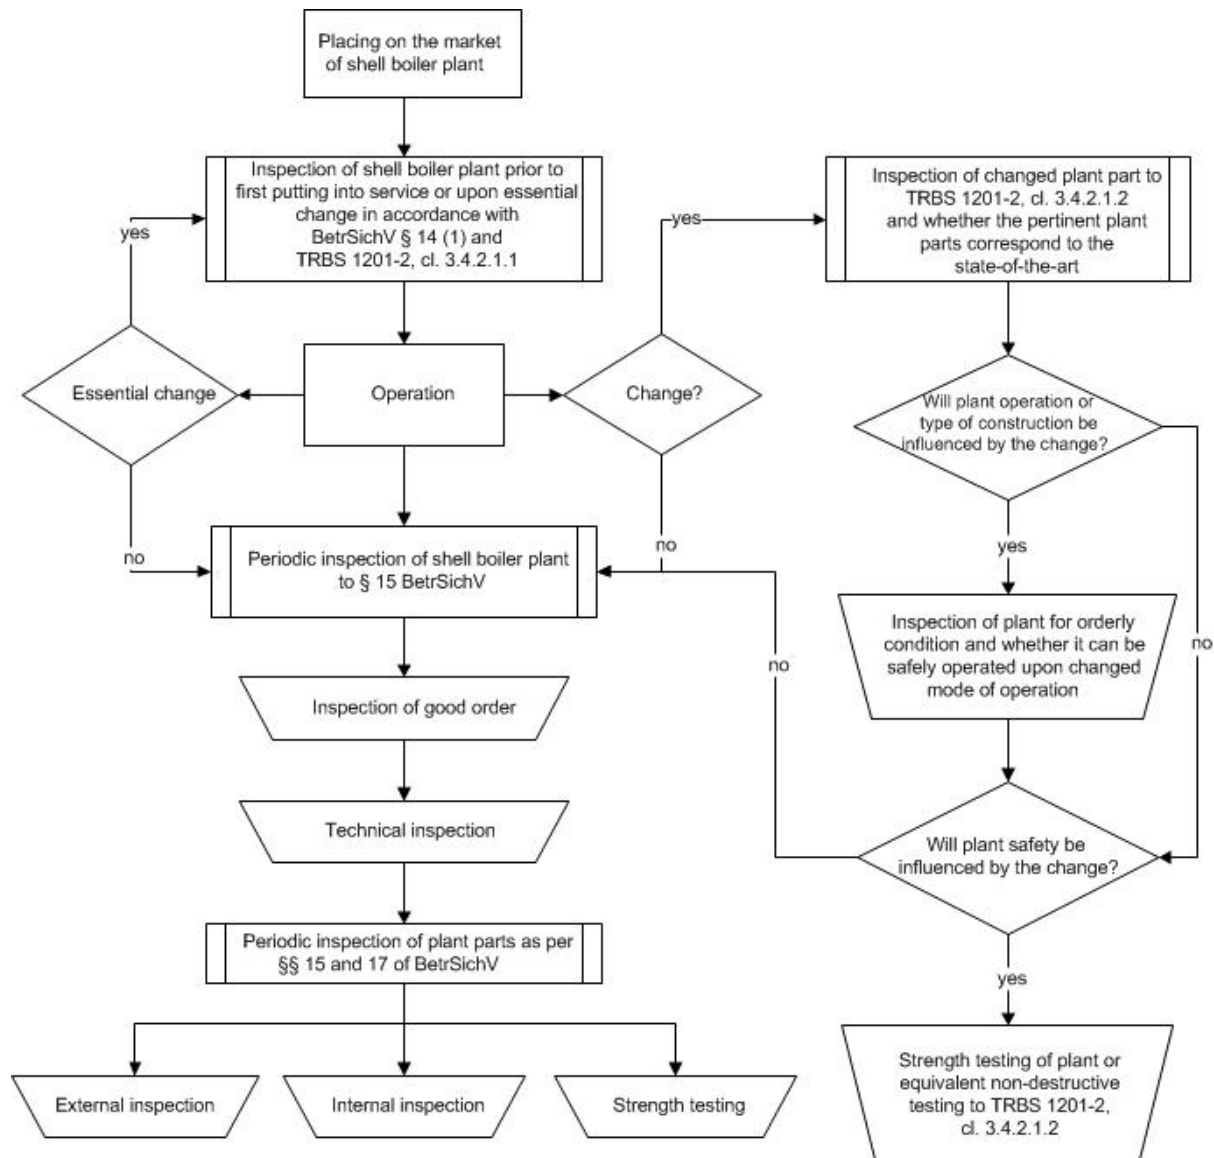 Placing on the market
of shell boiler plant
Inspection of shell boiler plant prior to
first putting into service or upon essential
change in accordance with
BetrSichV § 14 (1) and
TRBS 1201-2, cl. 3.4.2.1.1
Inspection of changed plant part to
TRBS 1201-2, cl. 3.4.2.1.2
and whether the pertinent plant
parts correspond to the
state-of-the-art
yes
yes
Essential change
Operation
Change?
Will plant operation or
type of construction be
influenced by the change?
no
no
yes
no
no
Periodic inspection of shell boiler plant
to § 15 BetrSichV
Inspection of plant for orderly
condition and whether it can be
safely operated upon changed
mode of operation
Inspection of good order
Technical inspection
Will plant safety be
influenced by the change?
Periodic inspection of plant parts as per
§§ 15 and 17 of BetrSichV
yes
External inspection
Internal inspection
Strength testing
Strength testing of plant or
equivalent non-destructive
testing to TRBS 1201-2,
cl. 3.4.2.1.2